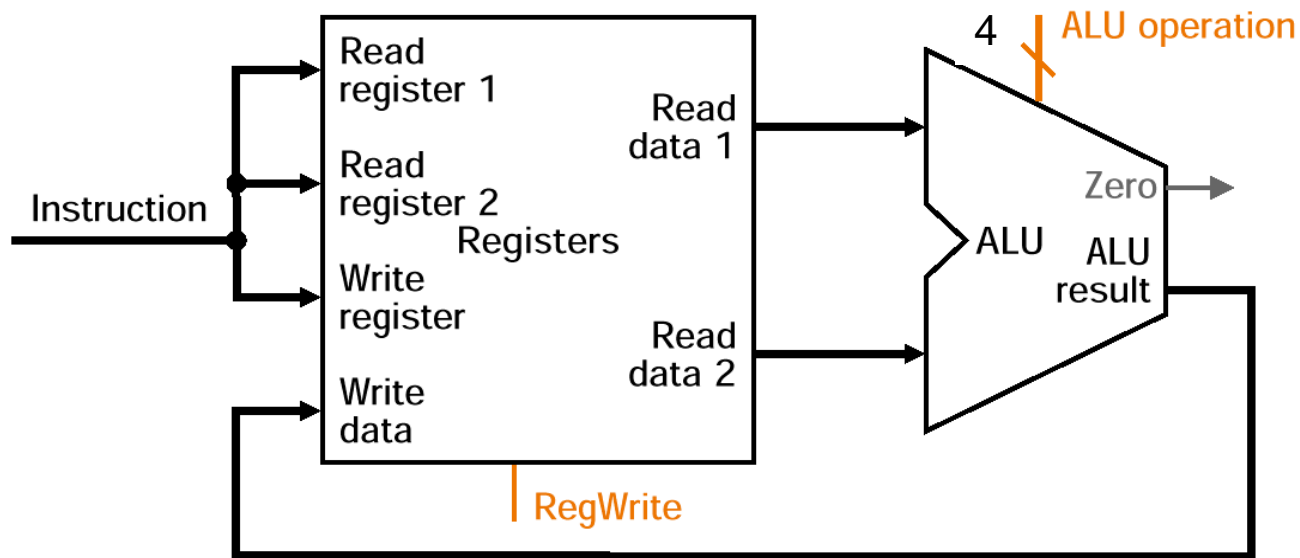 4
ALU operation
Read
register 1
Read
data 1
Read
register 2
Instruction
Registers
Zero
ALU
ALU
result
Write
register
Read
data 2
Write
data
RegWrite